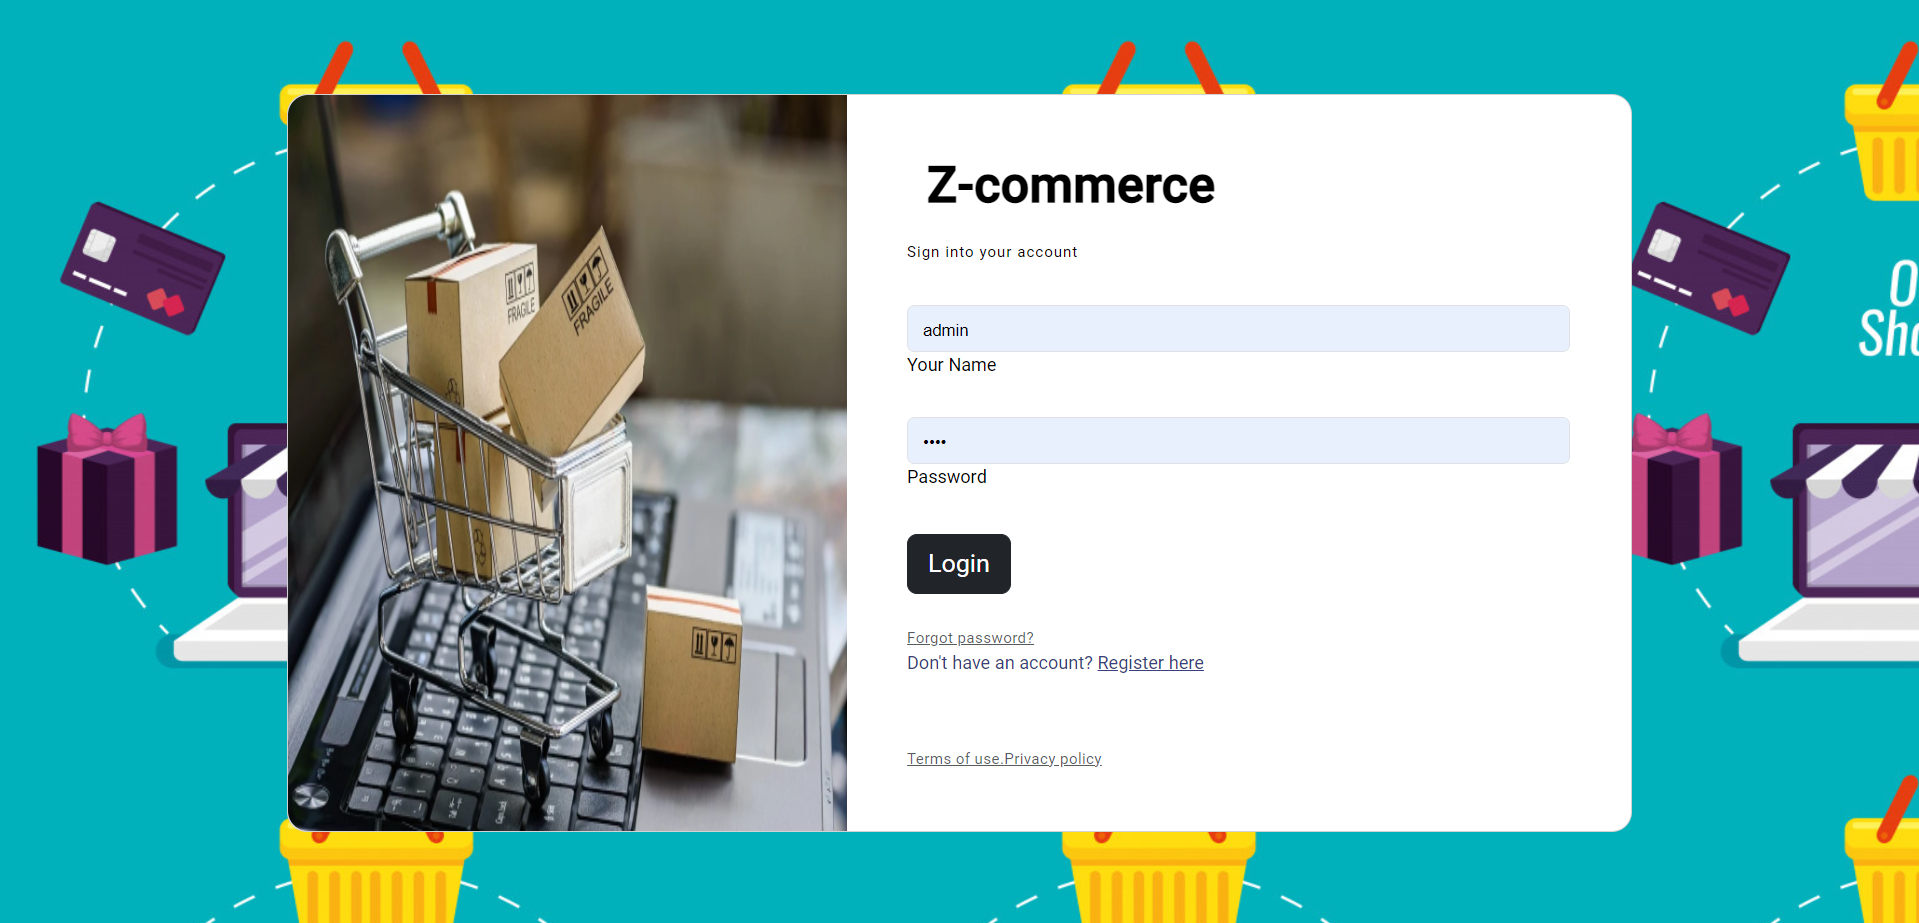 Z-commerce
Sign into your account
admin
Your Name
••••
Password
Login
Forgot password?
Don't have an account? Register here
Terms of use.Privacy policy
FRAGILE
FRAGILE